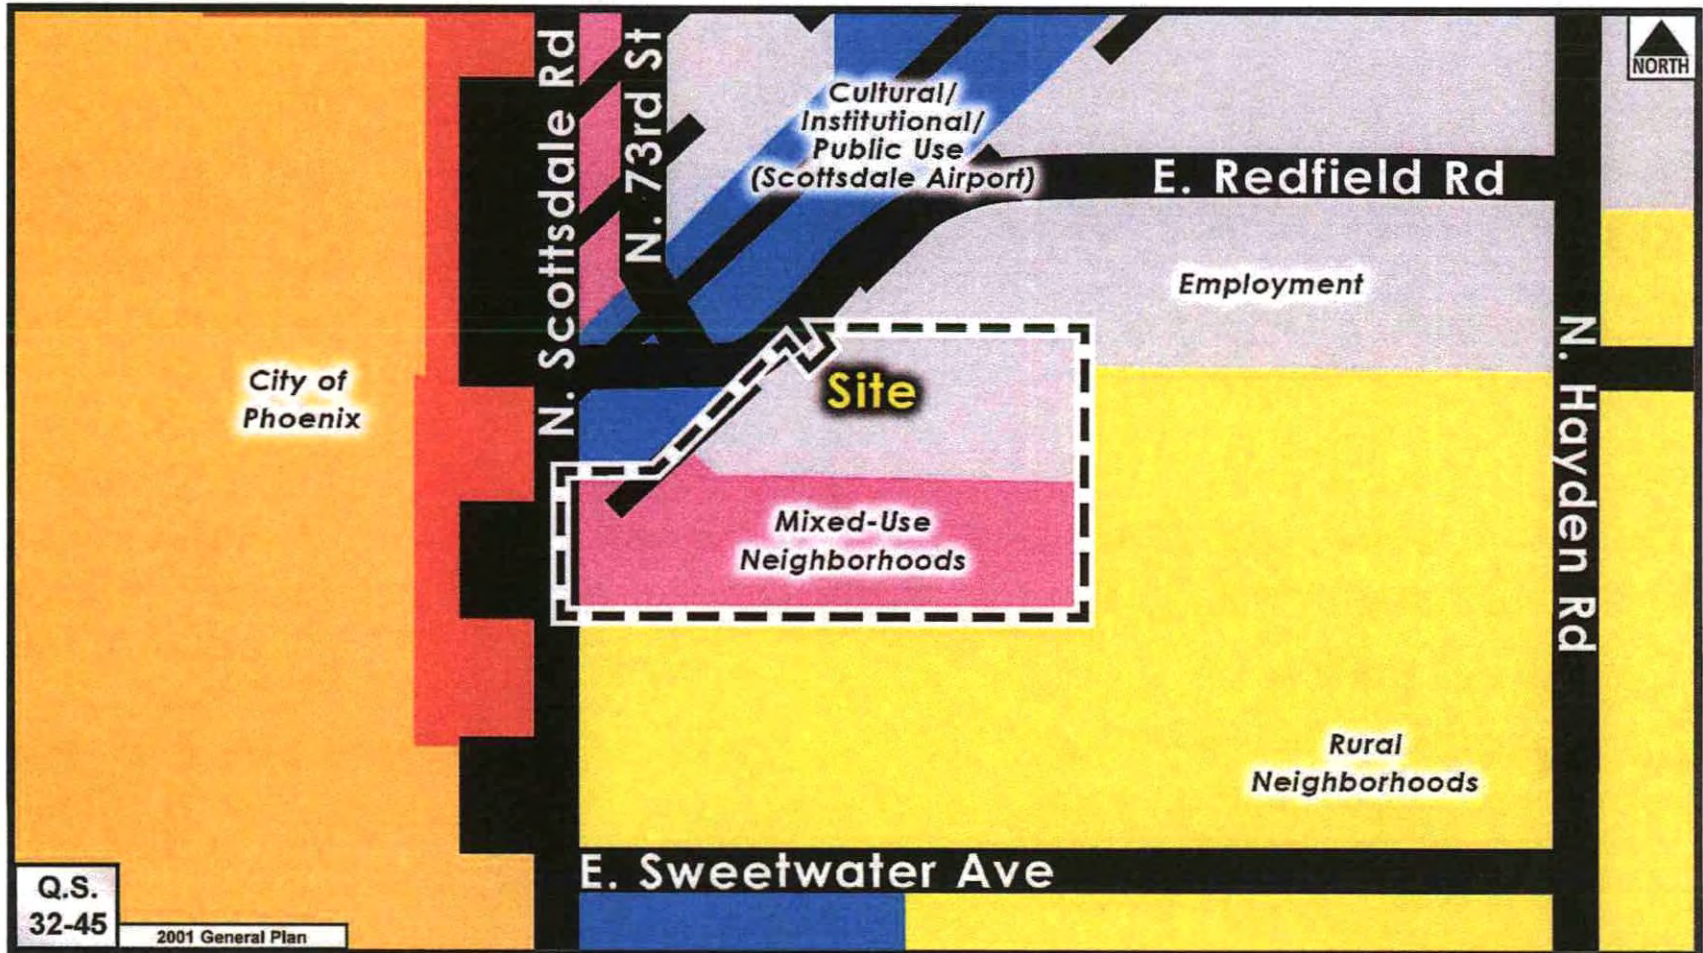 N. Scottsdale Rd
N. 73rd St
Cultural/
Institutional/
Public Use
(Scottsdale Airport)
NORTH
E. Redfield Rd
Employment
City of
Phoenix
Site
N. Hayden Rd
Mixed-Use
Neighborhoods
Rural
Neighborhoods
E. Sweetwater Ave
Q.S.
32-45
2001 General Plan